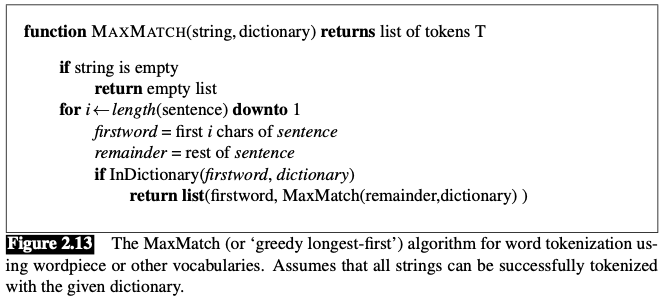 function MAXMATCH(string, dictionary) returns list of tokens T
if string is empty
return empty list
for i←length(sentence) downto 1
firstword = first i chars of sentence
remainder = rest of sentence
if InDictionary(firstword, dictionary)
return list(firstword, MaxMatch(remainder,dictionary) )
Figure 2.13 The MaxMatch (or ‘greedy longest-first’) algorithm for word tokenization us-
ing wordpiece or other vocabularies. Assumes that all strings can be successfully tokenized
with the given dictionary.